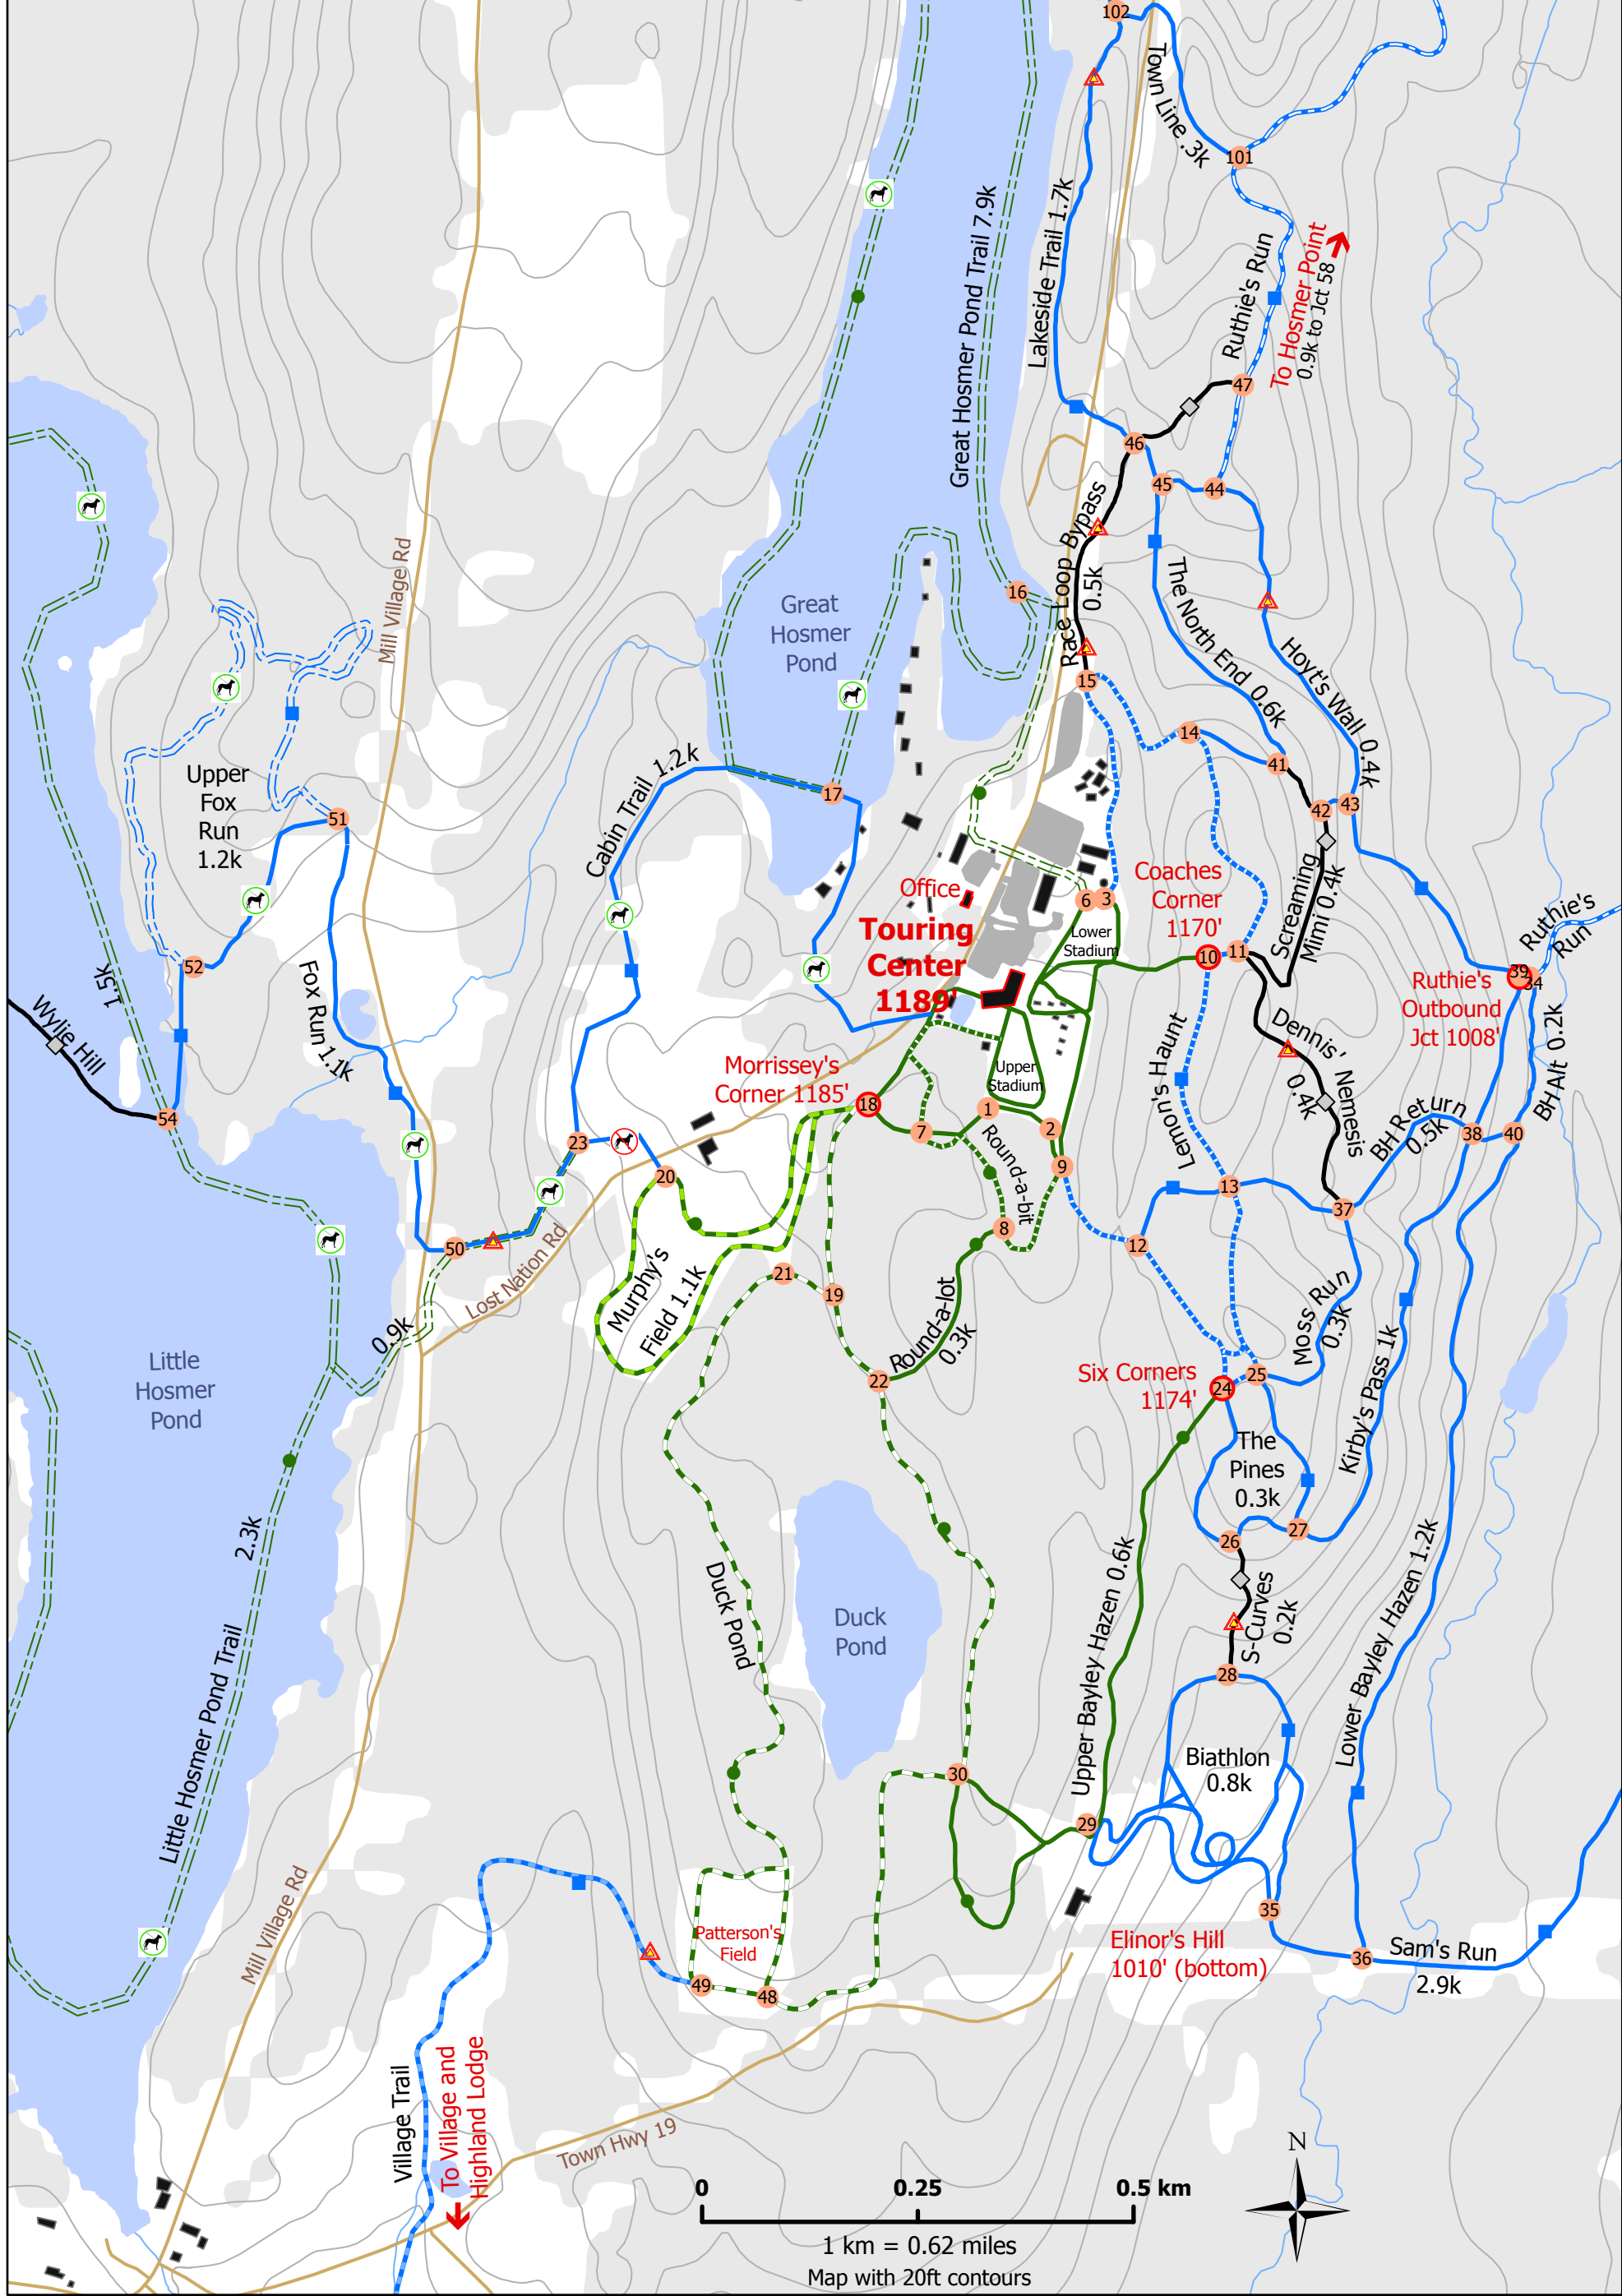 102
Town Line .3k
101
Lakeside Trail 1.7k
Great Hosmer Pond Trail 7.9k
Ruthie's Run
To Hosmer Point
0.9k to Jct 58
47
46
45
44
Mill Village Rd
Race Loop Bypass
0.5k
16
15
Great
Hosmer
Pond
The North End 0.6k
Hoyt's Wall 0.4k
14
41
42
43
Upper
Fox
Run
1.2k
51
Cabin Trail 1.2k
17
Office
Touring
Center
1189'
6
3
Lower
Stadium
Coaches
Corner
1170'
10
11
Screaming
Mimi 0.4k
Ruthie's
Run
39
34
Ruthie's
Outbound
Jct 1008'
52
1.5k
Fox Run 1.1k
Wylie Hill
54
Morrissey's
Corner 1185'
18
Upper
Stadium
1
2
7
9
Round-a-bit
8
Lemon's Haunt
Dennis' Nemesis
0.4k
BH Return
0.5k
38
40
BH Alt 0.2k
13
37
12
23
20
50
Lost Nation Rd
Murphy's
Field 1.1k
21
19
Round-a-lot
0.3k
22
0.9k
Little
Hosmer
Pond
Moss Run
0.3k
Six Corners
1174'
24
25
Kirby's Pass 1k
The
Pines
0.3k
26
27
2.3k
Little Hosmer Pond Trail
Duck Pond
Duck
Pond
Upper Bayley Hazen 0.6k
S-Curves
0.2k
28
Lower Bayley Hazen 1.2k
Biathlon
0.8k
30
29
35
Elinor's Hill
1010' (bottom)
36
Sam's Run
2.9k
Mill Village Rd
Patterson's
Field
49
48
Village Trail
To Village and
Highland Lodge
Town Hwy 19
N
0
0.25
0.5 km
1 km = 0.62 miles
Map with 20ft contours